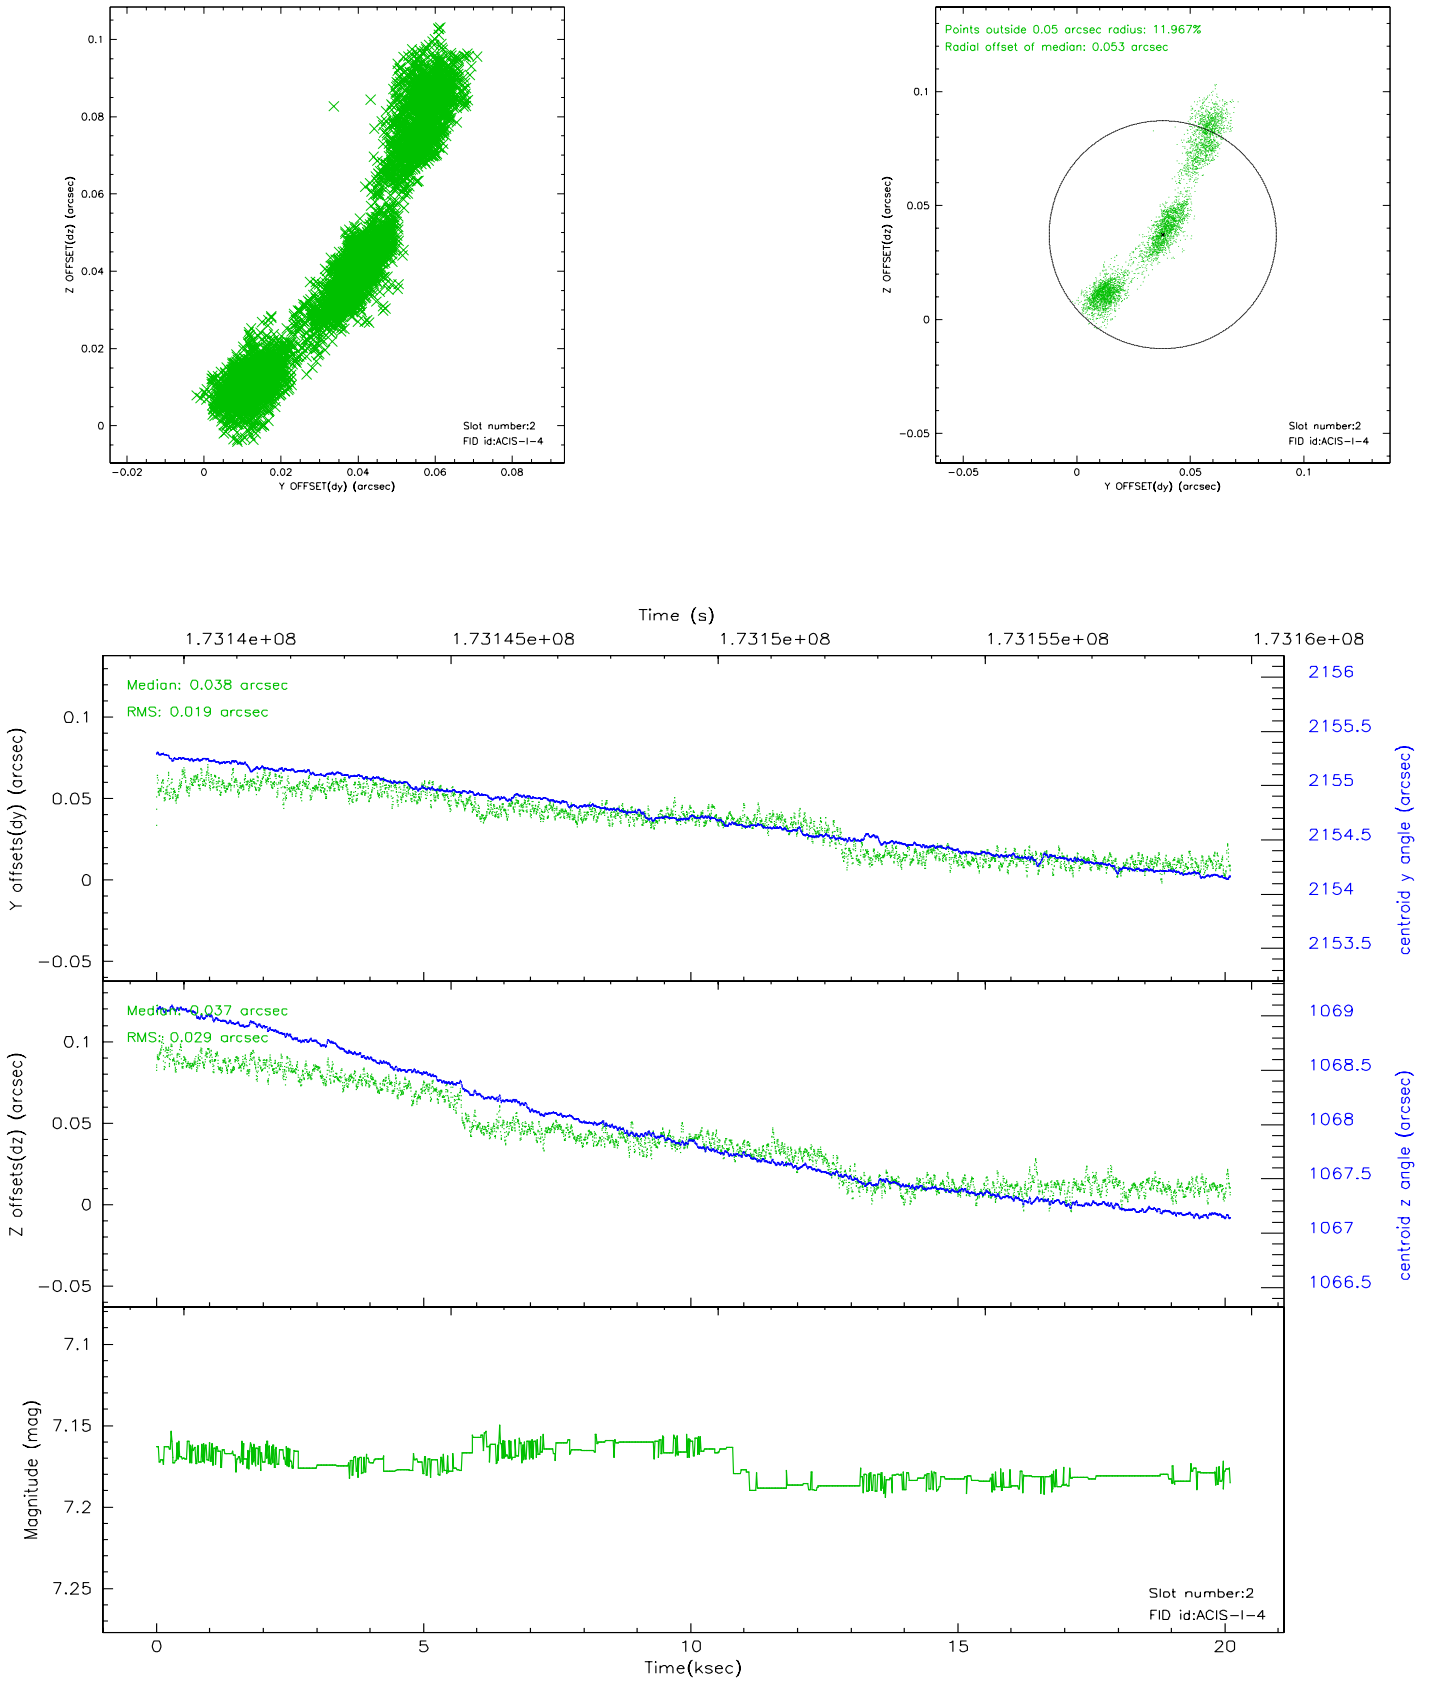 0.1
0.08
0.06
0.04
0.02
0
Z OFFSET(dz) (arcsec)
Slot number:2
FID id:ACIS-I-4
-0.02 0 0.02 0.04 0.06 0.08
Y OFFSET(dy) (arcsec)
Points outside 0.05 arcsec radius: 11.967%
Radial offset of median: 0.053 arcsec
0.1
0.05
0
-0.05
Z OFFSET(dz) (arcsec)
Slot number:2
FID id:ACIS-I-4
-0.05 0 0.05 0.1
Y OFFSET(dy) (arcsec)
Time (s)
1.7314e+08 1.73145e+08 1.7315e+08 1.73155e+08 1.7316e+08
Median: 0.038 arcsec
RMS: 0.019 arcsec
0.1
0.05
0
-0.05
Y offsets(dy) (arcsec)
2156
2155.5
2155
2154.5
2154
2153.5
centroid y angle (arcsec)
Median: 0.037 arcsec
RMS: 0.029 arcsec
0.1
0.05
0
-0.05
Z offsets(dz) (arcsec)
1069
1068.5
1068
1067.5
1067
1066.5
centroid z angle (arcsec)
7.1
7.15
7.2
7.25
Magnitude (mag)
Slot number:2
FID id:ACIS-I-4
0 5 10 15 20
Time(ksec)